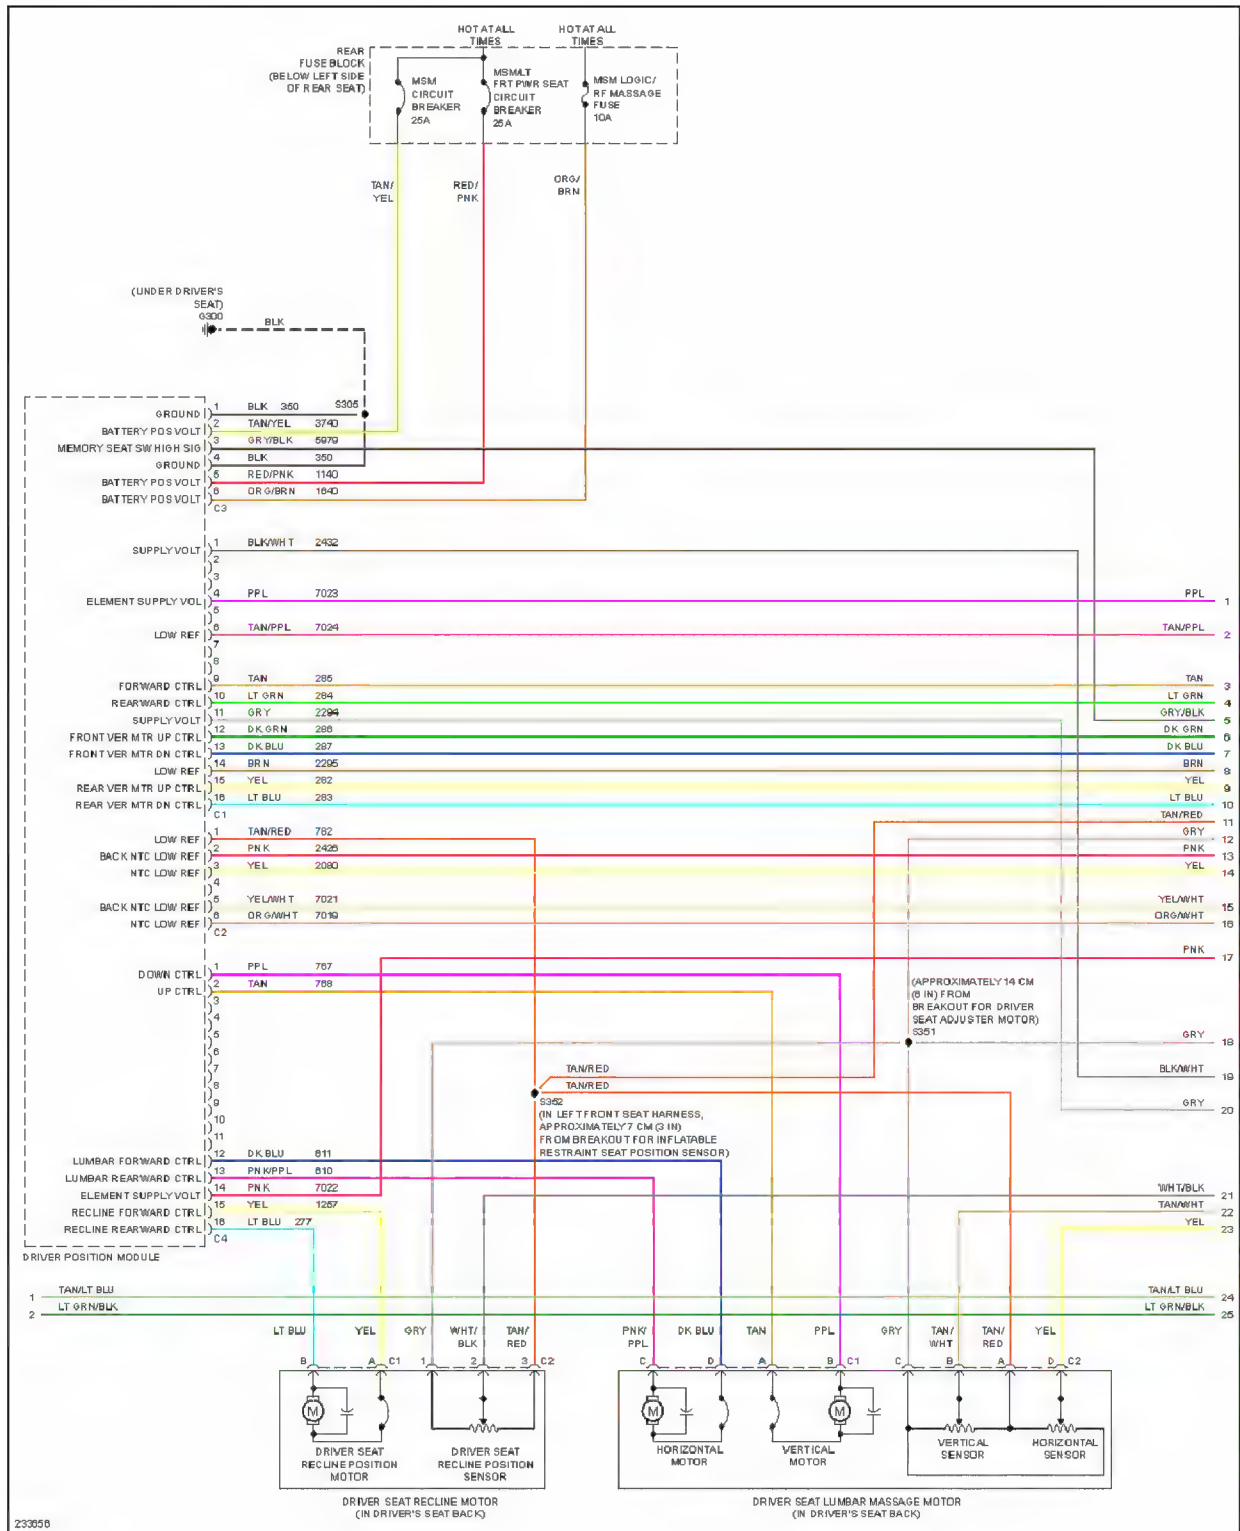 HOT AT ALL
TIMES
HOT AT ALL
TIMES
REAR
FUSE BLOCK
(BELOW LEFT SIDE
OF REAR SEAT)
MSM
CIRCUIT
BREAKER
25A
MSM/LT
FRT PWR SEAT
CIRCUIT
BREAKER
25A
MSM LOGIC/
RF MASSAGE
FUSE
10A
TAN/
YEL
RED/
PNK
ORG/
BRN
(UNDER DRIVER'S
SEAT)
G300
BLK
S305
GROUND 1 BLK 350
BATTERY POS VOLT 2 TAN/YEL 3740
MEMORY SEAT SW HIGH SIG 3 GRY/BLK 5979
GROUND 4 BLK 350
BATTERY POS VOLT 5 RED/PNK 1140
BATTERY POS VOLT 6 ORG/BRN 1640
C3
SUPPLY VOLT 1 BLK/WHT 2432
2
3
ELEMENT SUPPLY VOL 4 PPL 7023 PPL 1
5
LOW REF 6 TAN/PPL 7024 TAN/PPL 2
7
8
FORWARD CTRL 9 TAN 285 TAN 3
REARWARD CTRL 10 LT GRN 284 LT GRN 4
SUPPLY VOLT 11 GRY 2294 GRY/BLK 5
FRONT VER MTR UP CTRL 12 DK GRN 286 DK GRN 6
FRONT VER MTR DN CTRL 13 DK BLU 287 DK BLU 7
LOW REF 14 BRN 2295 BRN 8
REAR VER MTR UP CTRL 15 YEL 282 YEL 9
REAR VER MTR DN CTRL 16 LT BLU 283 LT BLU 10
C1
TAN/RED 11
LOW REF 1 TAN/RED 782 GRY 12
BACK NTC LOW REF 2 PNK 2426 PNK 13
NTC LOW REF 3 YEL 2080 YEL 14
4
BACK NTC LOW REF 5 YEL/WHT 7021 YEL/WHT 15
NTC LOW REF 6 ORG/WHT 7019 ORG/WHT 16
C2
PNK 17
DOWN CTRL 1 PPL 767
UP CTRL 2 TAN 768
3
4
5
6
7
8
9
10
11
(APPROXIMATELY 14 CM
(6 IN) FROM
BREAKOUT FOR DRIVER
SEAT ADJUSTER MOTOR)
S351
GRY 18
TAN/RED
BLK/WHT 19
TAN/RED
GRY 20
S352
(IN LEFT FRONT SEAT HARNESS,
APPROXIMATELY 7 CM (3 IN)
FROM BREAKOUT FOR INFLATABLE
RESTRAINT SEAT POSITION SENSOR)
LUMBAR FORWARD CTRL 12 DK BLU 611
LUMBAR REARWARD CTRL 13 PNK/PPL 610
ELEMENT SUPPLY VOLT 14 PNK 7022 WHT/BLK 21
RECLINE FORWARD CTRL 15 YEL 1257 TAN/WHT 22
RECLINE REARWARD CTRL 16 LT BLU 277 YEL 23
C4
DRIVER POSITION MODULE
1 TAN/LT BLU TAN/LT BLU 24
2 LT GRN/BLK LT GRN/BLK 25
LT BLU YEL GRY WHT/
BLK TAN/
RED PNK/
PPL DK BLU TAN PPL GRY TAN/
WHT TAN/
RED YEL
B A C1 1 2 3 C2 C D A B C1 C B A D C2
M
M
M
DRIVER SEAT
RECLINE POSITION
MOTOR
DRIVER SEAT
RECLINE POSITION
SENSOR
HORIZONTAL
MOTOR
VERTICAL
MOTOR
VERTICAL
SENSOR
HORIZONTAL
SENSOR
DRIVER SEAT RECLINE MOTOR
(IN DRIVER'S SEAT BACK)
DRIVER SEAT LUMBAR MASSAGE MOTOR
(IN DRIVER'S SEAT BACK)
233656